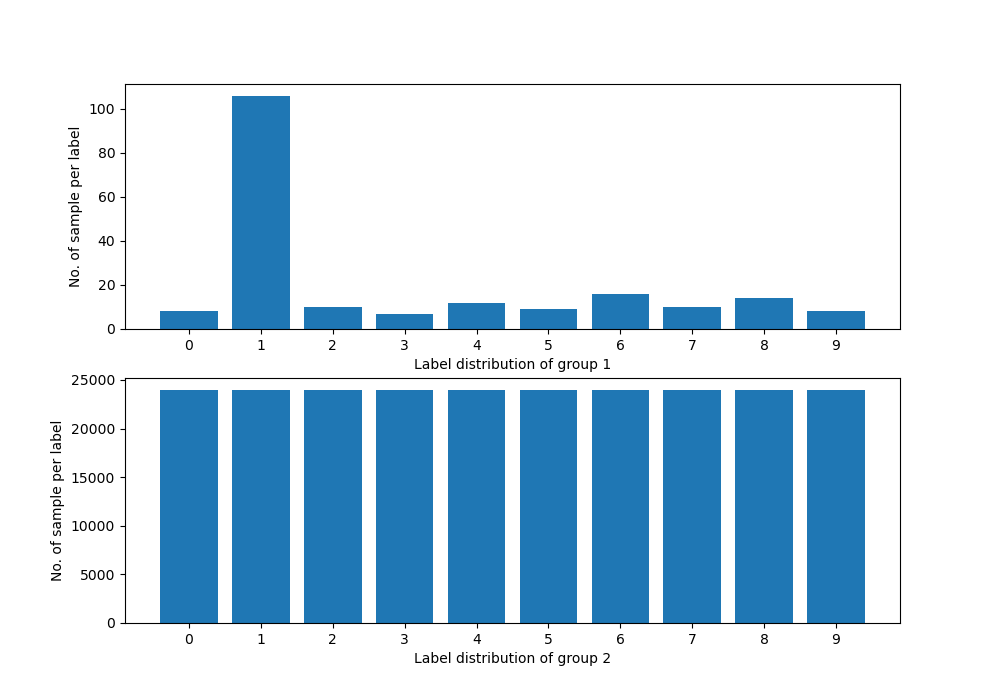 100
80
60
40
20
0
No. of sample per label
0 1 2 3 4 5 6 7 8 9
Label distribution of group 1
25000
20000
15000
10000
5000
0
No. of sample per label
0 1 2 3 4 5 6 7 8 9
Label distribution of group 2